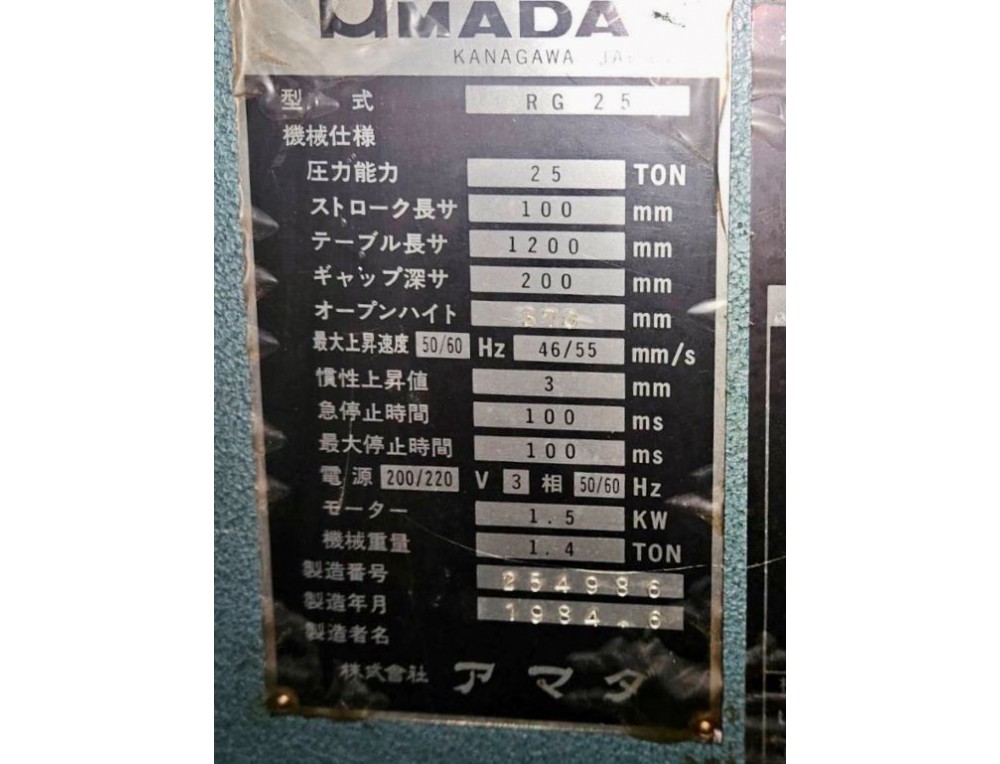 AMADA
KANAGAWA JAPAN
型式 RG 25
機械仕様
圧力能力 25 TON
ストローク長サ 100 mm
テーブル長サ 1200 mm
ギャップ深サ 200 mm
オープンハイト mm
最大上昇速度 50/60 Hz 46/55 mm/s
慣性上昇値 3 mm
急停止時間 100 ms
最大停止時間 100 ms
電源 200/220 V 3 相 50/60 Hz
モーター 1.5 KW
機械重量 1.4 TON
製造番号 254986
製造年月 1984.6
製造者名
株式會社 アマダ